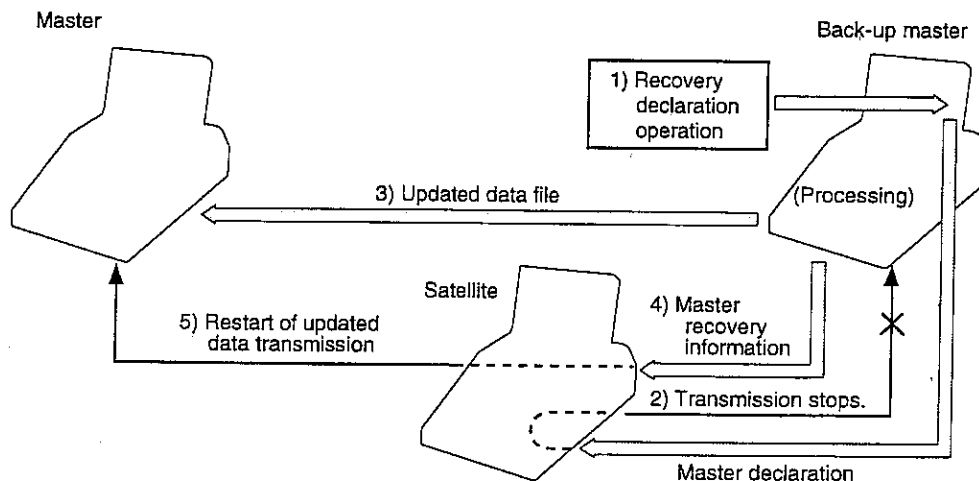 Master
Back-up master
1) Recovery
declaration
operation
(Processing)
3) Updated data file
Satellite
4) Master
recovery
information
5) Restart of updated
data transmission
2) Transmission stops.
Master declaration